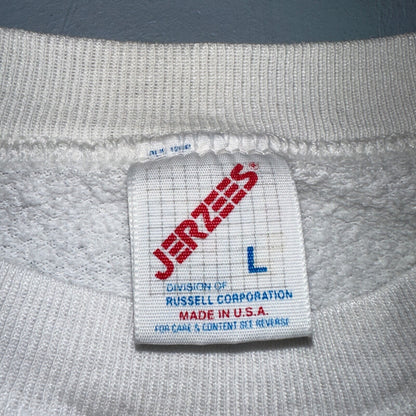 JERZEES®
L
DIVISION OF
RUSSELL CORPORATION
MADE IN U.S.A.
FOR CARE & CONTENT SEE REVERSE